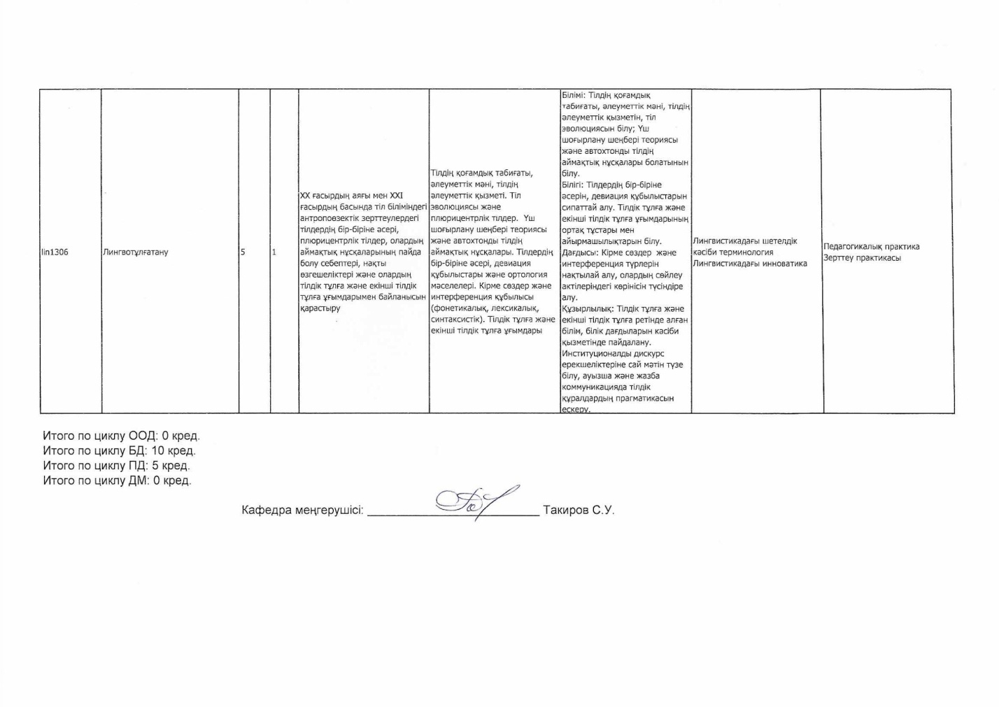 lin1306
Лингвотұлғатану
5
1
ХХ ғасырдың аяғы мен ХХІ
ғасырдың басында тіл біліміндегі
антропоөзектік зерттеулердегі
тілдердің бір-біріне әсері,
плюрицентрлік тілдер, олардың
аймақтық нұсқаларының пайда
болу себептері, нақты
өзгешеліктері және олардың
тілдік тұлға және екінші тілдік
тұлға ұғымдарымен байланысын
қарастыру
Тілдің қоғамдық табиғаты,
әлеуметтік мәні, тілдің
әлеуметтік қызметі. Тіл
эволюциясы және
плюрицентрлік тілдер. Үш
шоғырлану шеңбері теориясы
және автохтонды тілдің
аймақтық нұсқалары. Тілдердің
бір-біріне әсері, девиация
құбылыстары және ортология
мәселелері. Кірме сөздер және
интерференция құбылысы
(фонетикалық, лексикалық,
синтаксистік). Тілдік тұлға және
екінші тілдік тұлға ұғымдары
Білімі: Тілдің қоғамдық
табиғаты, әлеуметтік мәні, тілдің
әлеуметтік қызметін, тіл
эволюциясын білу; Үш
шоғырлану шеңбері теориясы
және автохтонды тілдің
аймақтық нұсқалары болатынын
білу.
Білігі: Тілдердің бір-біріне
әсерін, девиация құбылыстарын
сипаттай алу. Тілдік тұлға және
екінші тілдік тұлға ұғымдарының
ортақ тұстары мен
айырмашылықтарын білу.
Дағдысы: Кірме сөздер және
интерференция түрлерін
нақтылай алу, олардың сөйлеу
актілеріндегі көрінісін түсіндіре
алу.
Құзырлылық: Тілдік тұлға және
екінші тілдік тұлға ретінде алған
білім, білік дағдыларын кәсіби
қызметінде пайдалану.
Институционалды дискурс
ерекшеліктеріне сай мәтін түзе
білу, ауызша және жазба
коммуникацияда тілдік
құралдардың прагматикасын
ескеру.
Лингвистикадағы шетелдік
кәсіби терминология
Лингвистикадағы инноватика
Педагогикалық практика
Зерттеу практикасы
Итого по циклу ООД: 0 кред.
Итого по циклу БД: 10 кред.
Итого по циклу ПД: 5 кред.
Итого по циклу ДМ: 0 кред.
Кафедра меңгерушісі: Такиров С.У.